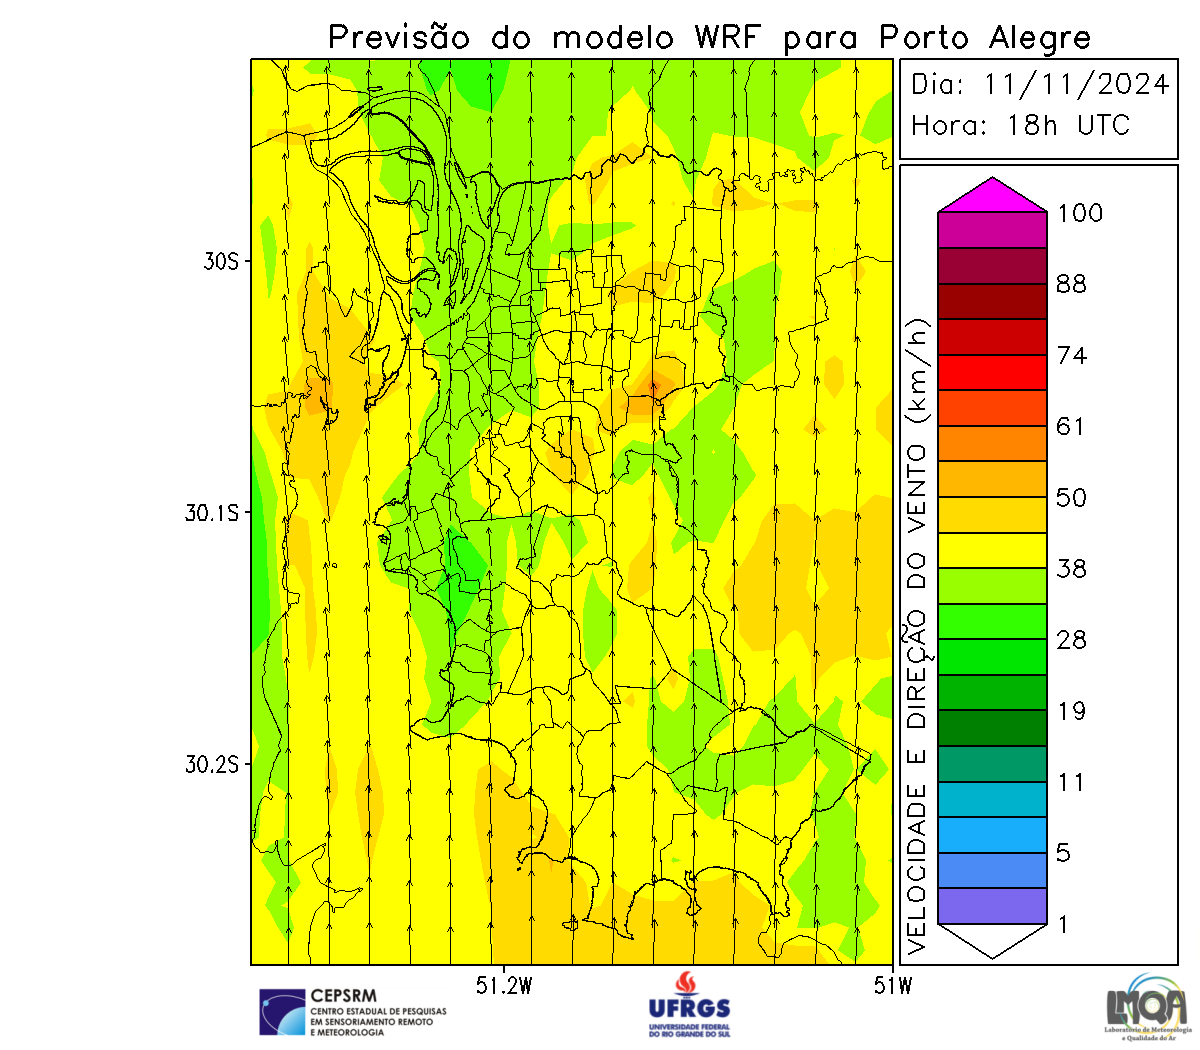 Previsão do modelo WRF para Porto Alegre
Dia: 11/11/2024
Hora: 18h UTC
30S
30.1S
30.2S
51.2W
51W
VELOCIDADE E DIREÇÃO DO VENTO (km/h)
100
88
74
61
50
38
28
19
11
5
1
CEPSRM
CENTRO ESTADUAL DE PESQUISAS
EM SENSORIAMENTO REMOTO
E METEOROLOGIA
UFRGS
UNIVERSIDADE FEDERAL
DO RIO GRANDE DO SUL
LMQA
Laboratório de Meteorologia
e Qualidade do Ar